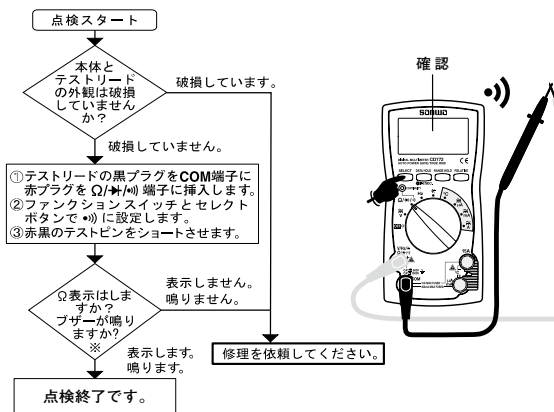 点検スタート
本体と
テストリード
の外観は破損
していません
か？
破損しています。
破損していません。
①テストリードの黒プラグをCOM端子に
赤プラグを Ω/➔|/•))) 端子に挿入します。
②ファンクションスイッチとセレクト
ボタンで •))) に設定します。
③赤黒のテストピンをショートさせます。
Ω表示はしま
すか？
ブザーが鳴り
ますか?
※
表示しません。
鳴りません。
表示します。
鳴ります。
修理を依頼してください。
点検終了です。
確認
sanwa
CD772
SELECT DATA HOLD RANGE HOLD RELATIVE